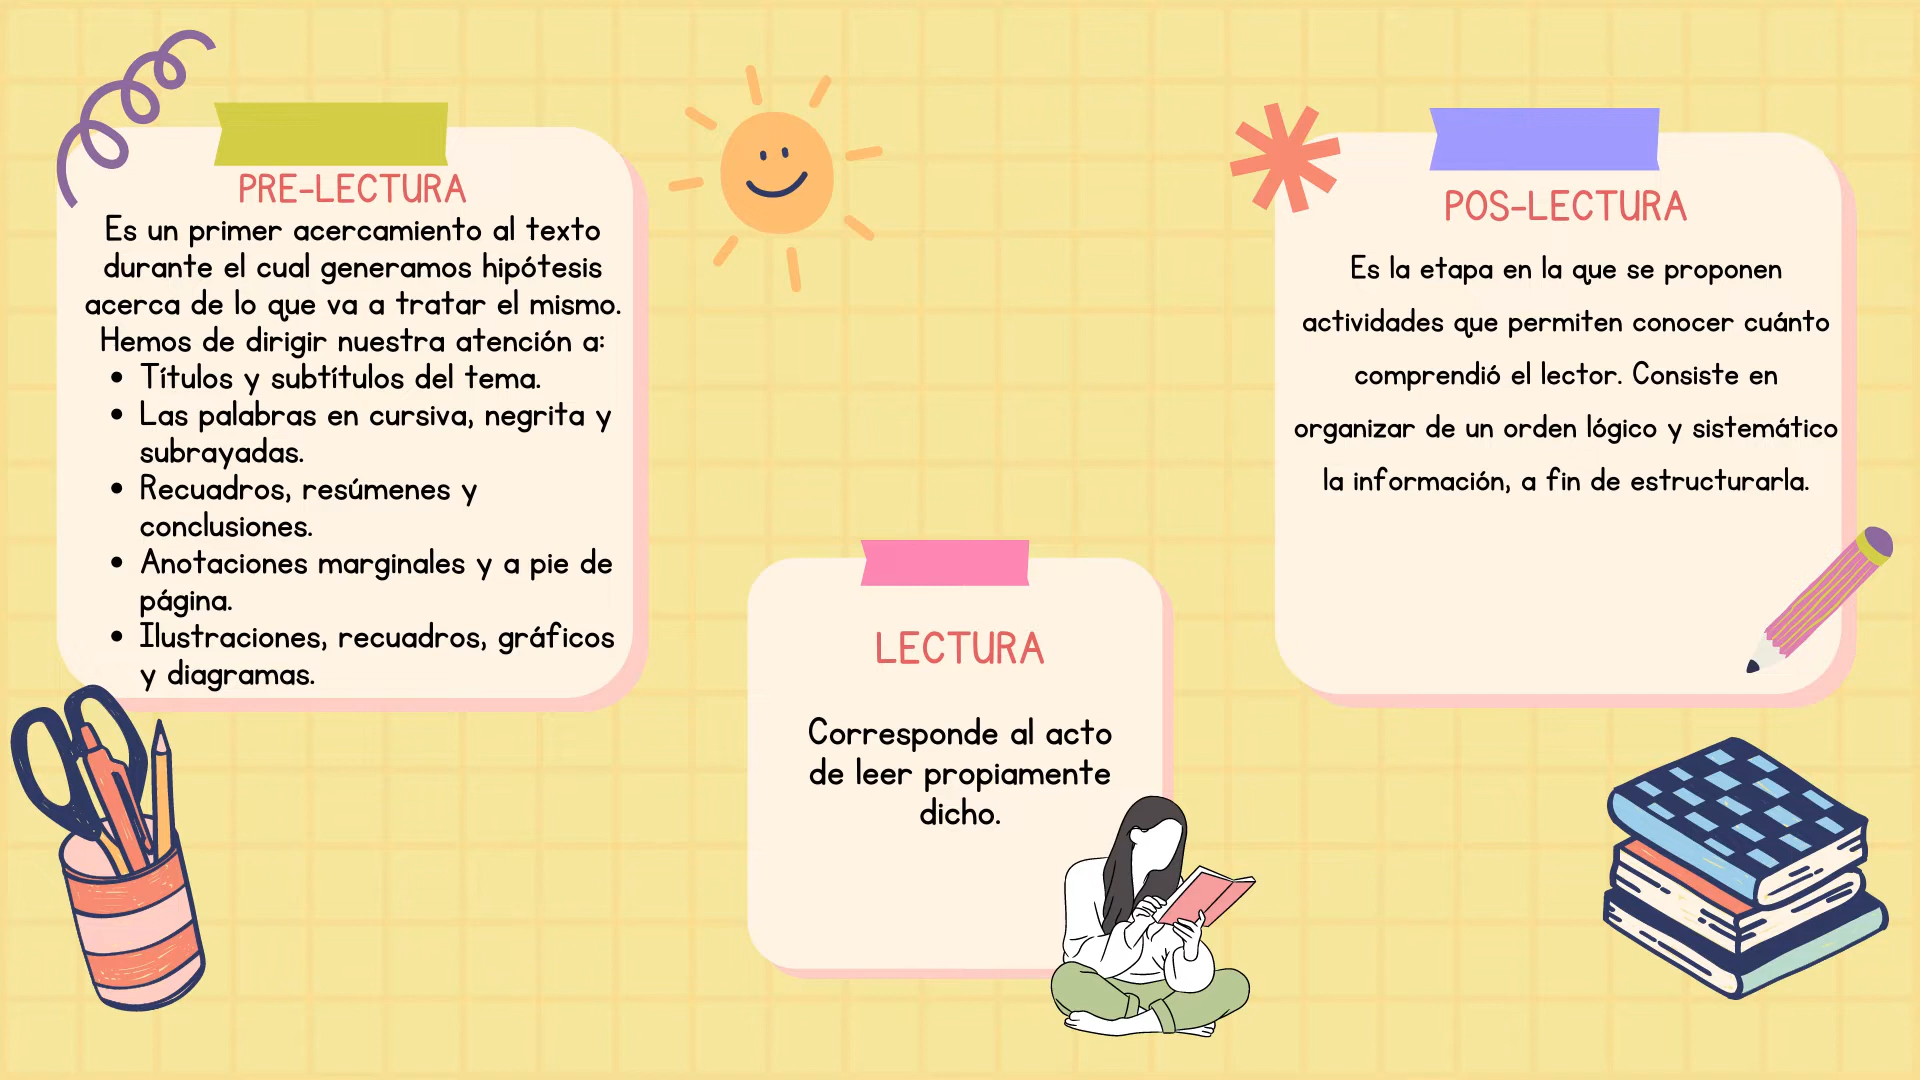 PRE-LECTURA
Es un primer acercamiento al texto
durante el cual generamos hipótesis
acerca de lo que va a tratar el mismo.
Hemos de dirigir nuestra atención a:
• Títulos y subtítulos del tema.
• Las palabras en cursiva, negrita y
subrayadas.
• Recuadros, resúmenes y
conclusiones.
• Anotaciones marginales y a pie de
página.
• Ilustraciones, recuadros, gráficos
y diagramas.
LECTURA
Corresponde al acto
de leer propiamente
dicho.
POS-LECTURA
Es la etapa en la que se proponen
actividades que permiten conocer cuánto
comprendió el lector. Consiste en
organizar de un orden lógico y sistemático
la información, a fin de estructurarla.